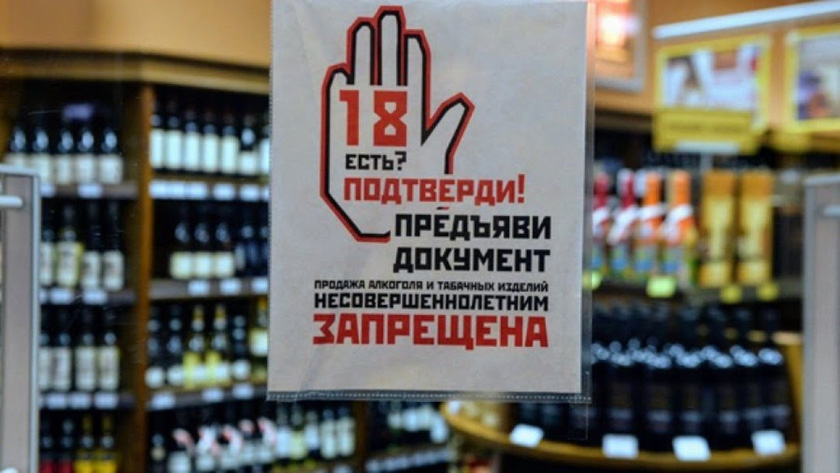 18
ЕСТЬ?
ПОДТВЕРДИ!
ПРЕДЪЯВИ
ДОКУМЕНТ
ПРОДАЖА АЛКОГОЛЯ И ТАБАЧНЫХ ИЗДЕЛИЙ
НЕСОВЕРШЕННОЛЕТНИМ
ЗАПРЕЩЕНА